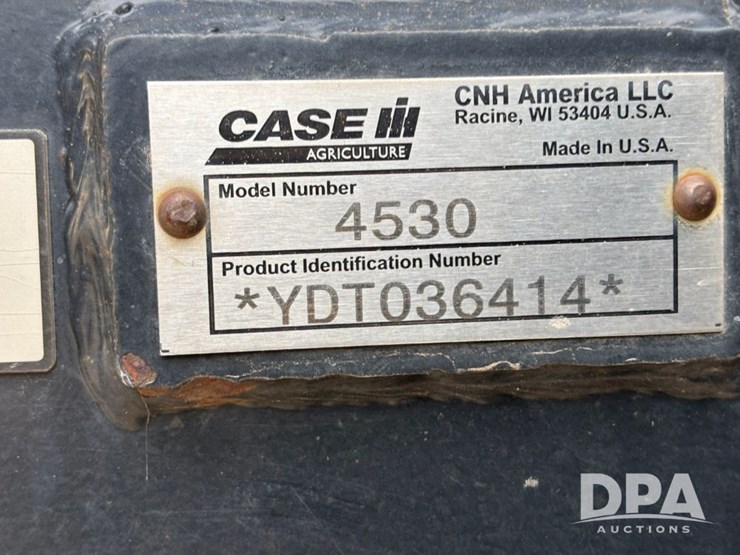 CASE IH
AGRICULTURE
CNH America LLC
Racine, WI 53404 U.S.A.
Made In U.S.A.
Model Number
4530
Product Identification Number
*YDT036414*
DPA
AUCTIONS